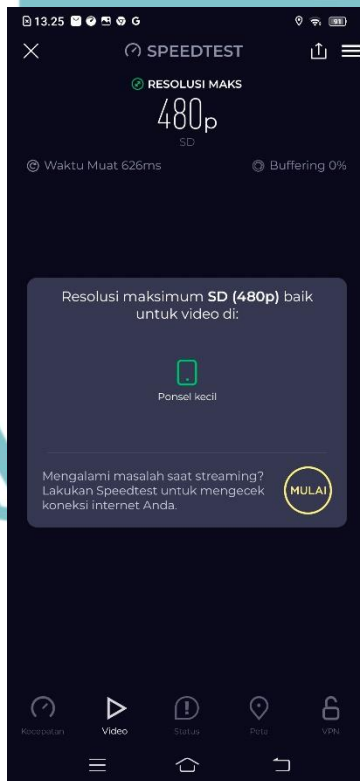 13.25 G 91
SPEEDTEST
RESOLUSI MAKS
480p
SD
Waktu Muat 626ms Buffering 0%
Resolusi maksimum SD (480p) baik
untuk video di:
Ponsel kecil
Mengalami masalah saat streaming?
Lakukan Speedtest untuk mengecek
koneksi internet Anda.
MULAI
Kecepatan Video Status Peta VPN